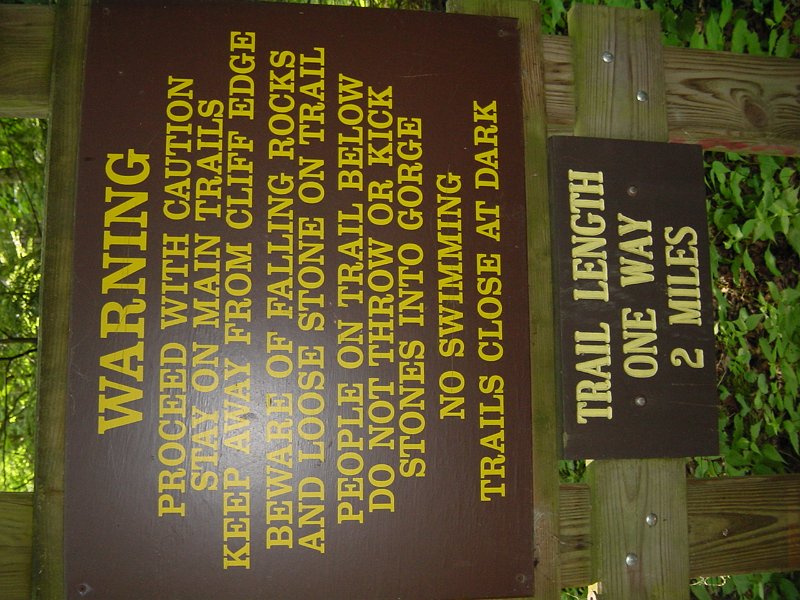 WARNING
PROCEED WITH CAUTION
STAY ON MAIN TRAILS
KEEP AWAY FROM CLIFF EDGE
BEWARE OF FALLING ROCKS
AND LOOSE STONE ON TRAIL
PEOPLE ON TRAIL BELOW
DO NOT THROW OR KICK
STONES INTO GORGE
NO SWIMMING
TRAILS CLOSE AT DARK
TRAIL LENGTH
ONE WAY
2 MILES